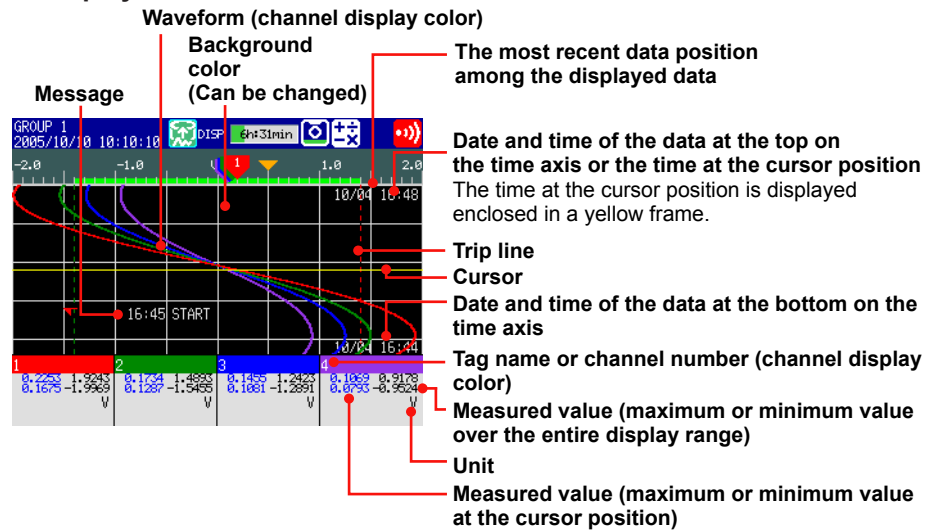 Waveform (channel display color)
Background
color
(Can be changed)
Message
The most recent data position
among the displayed data
GROUP 1
2005/10/10 10:10:10
DISP
6h:31min
-2.0 -1.0 1 1.0 2.0
10/04 16:48
Date and time of the data at the top on
the time axis or the time at the cursor position
The time at the cursor position is displayed
enclosed in a yellow frame.
Trip line
Cursor
16:45 START
Date and time of the data at the bottom on the
time axis
10/04 16:44
1 2 3 4
0.2253 1.9243 0.1734 1.4893 0.1455 1.2423 0.1069 0.9178
0.1675 -1.9969 0.1287 -1.5455 0.1081 -1.2891 0.0793 -0.9524
V V V V
Tag name or channel number (channel display
color)
Measured value (maximum or minimum value
over the entire display range)
Unit
Measured value (maximum or minimum value
at the cursor position)